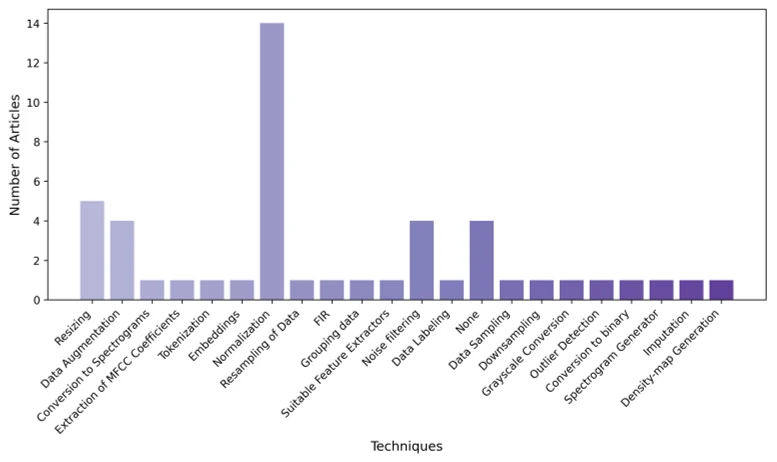 14
12
10
8
6
4
2
0
Number of Articles
Resizing
Data Augmentation
Conversion to Spectrograms
Extraction of MFCC Coefficients
Tokenization
Embeddings
Normalization
Resampling of Data
FIR
Grouping data
Suitable Feature Extractors
Noise filtering
Data Labeling
None
Data Sampling
Downsampling
Grayscale Conversion
Outlier Detection
Conversion to binary
Spectrogram Generator
Imputation
Density-map Generation
Techniques